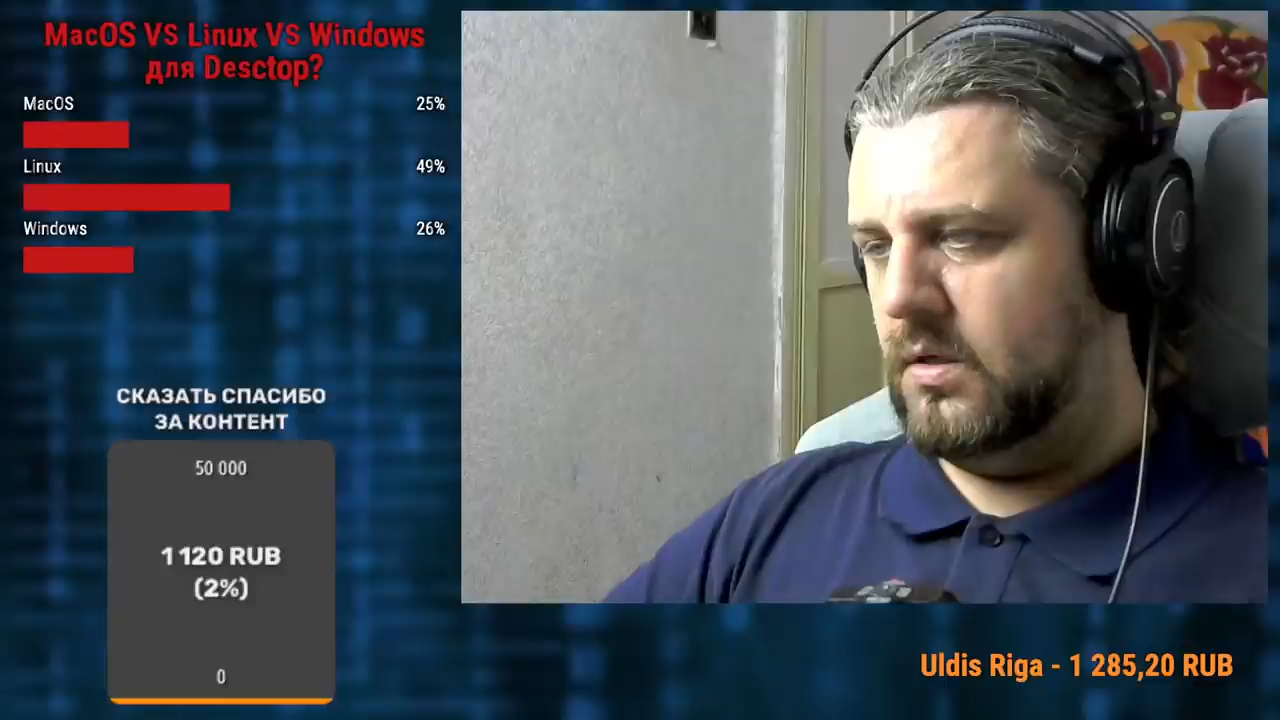 MacOS VS Linux VS Windows
для Desctop?
MacOS 25%
Linux 49%
Windows 26%
СКАЗАТЬ СПАСИБО
ЗА КОНТЕНТ
50 000
1 120 RUB
(2%)
0
Uldis Riga - 1 285,20 RUB